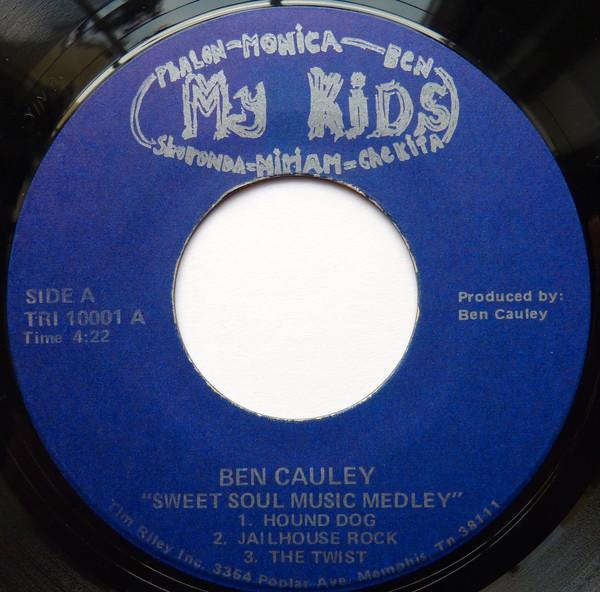 PHALON=MONICA—BEN
My KiDS
SHORONDA=MIRIAM=CHEKITA
SIDE A
TRI 10001 A
Time 4:22
Produced by:
Ben Cauley
BEN CAULEY
"SWEET SOUL MUSIC MEDLEY"
1. HOUND DOG
2. JAILHOUSE ROCK
3. THE TWIST
Tim Riley Inc. 3364 Poplar Ave. Memphis, Tn 38111